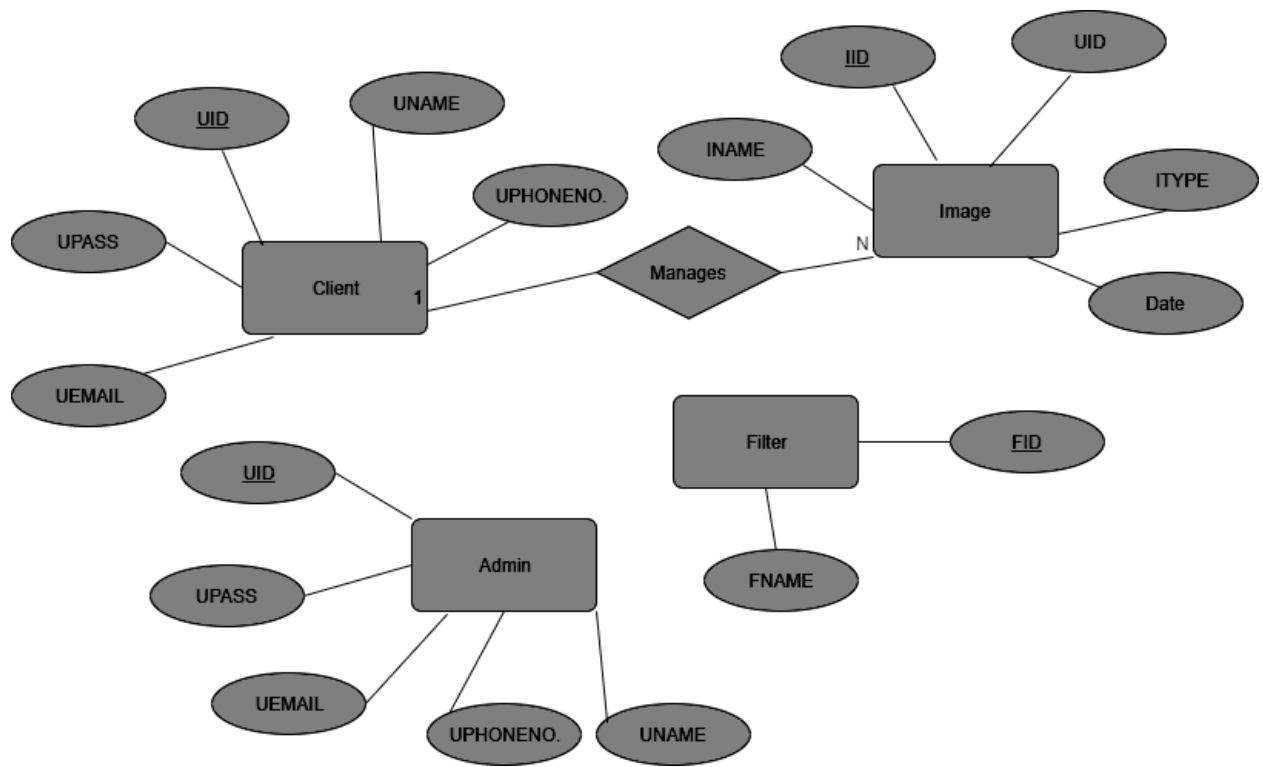 IID
UID
UNAME
UID
INAME
ITYPE
UPHONENO.
Image
UPASS
N
Manages
Client
1
Date
UEMAIL
Filter
FID
UID
Admin
FNAME
UPASS
UEMAIL
UPHONENO.
UNAME